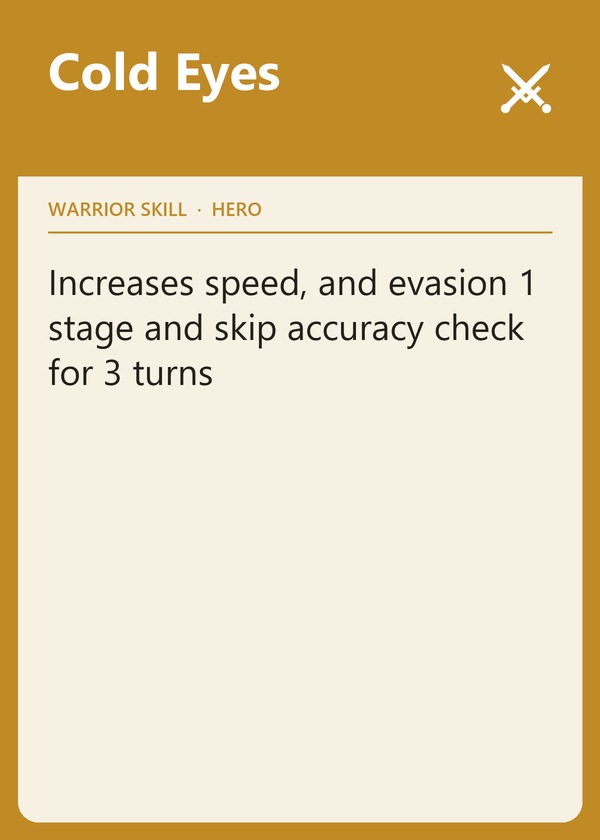 Cold Eyes
WARRIOR SKILL · HERO
Increases speed, and evasion 1
stage and skip accuracy check
for 3 turns